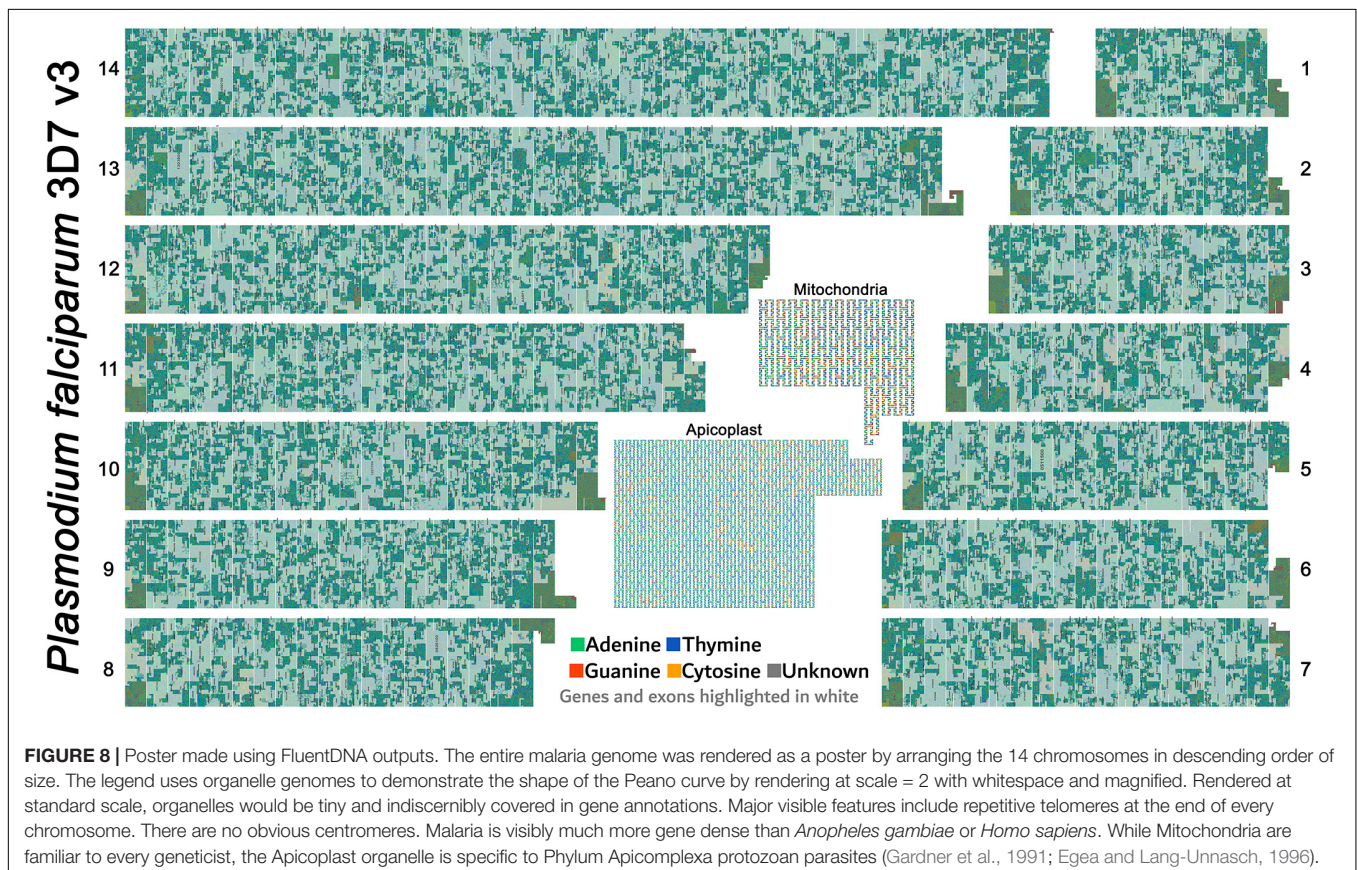 Plasmodium falciparum 3D7 v3
14
1
13
2
12
3
Mitochondria
11
4
Apicoplast
10
5
9
6
Adenine Thymine
Guanine Cytosine Unknown
Genes and exons highlighted in white
8
7
FIGURE 8 | Poster made using FluentDNA outputs. The entire malaria genome was rendered as a poster by arranging the 14 chromosomes in descending order of
size. The legend uses organelle genomes to demonstrate the shape of the Peano curve by rendering at scale = 2 with whitespace and magnified. Rendered at
standard scale, organelles would be tiny and indiscernibly covered in gene annotations. Major visible features include repetitive telomeres at the end of every
chromosome. There are no obvious centromeres. Malaria is visibly much more gene dense than Anopheles gambiae or Homo sapiens. While Mitochondria are
familiar to every geneticist, the Apicoplast organelle is specific to Phylum Apicomplexa protozoan parasites (Gardner et al., 1991; Egea and Lang-Unnasch, 1996).